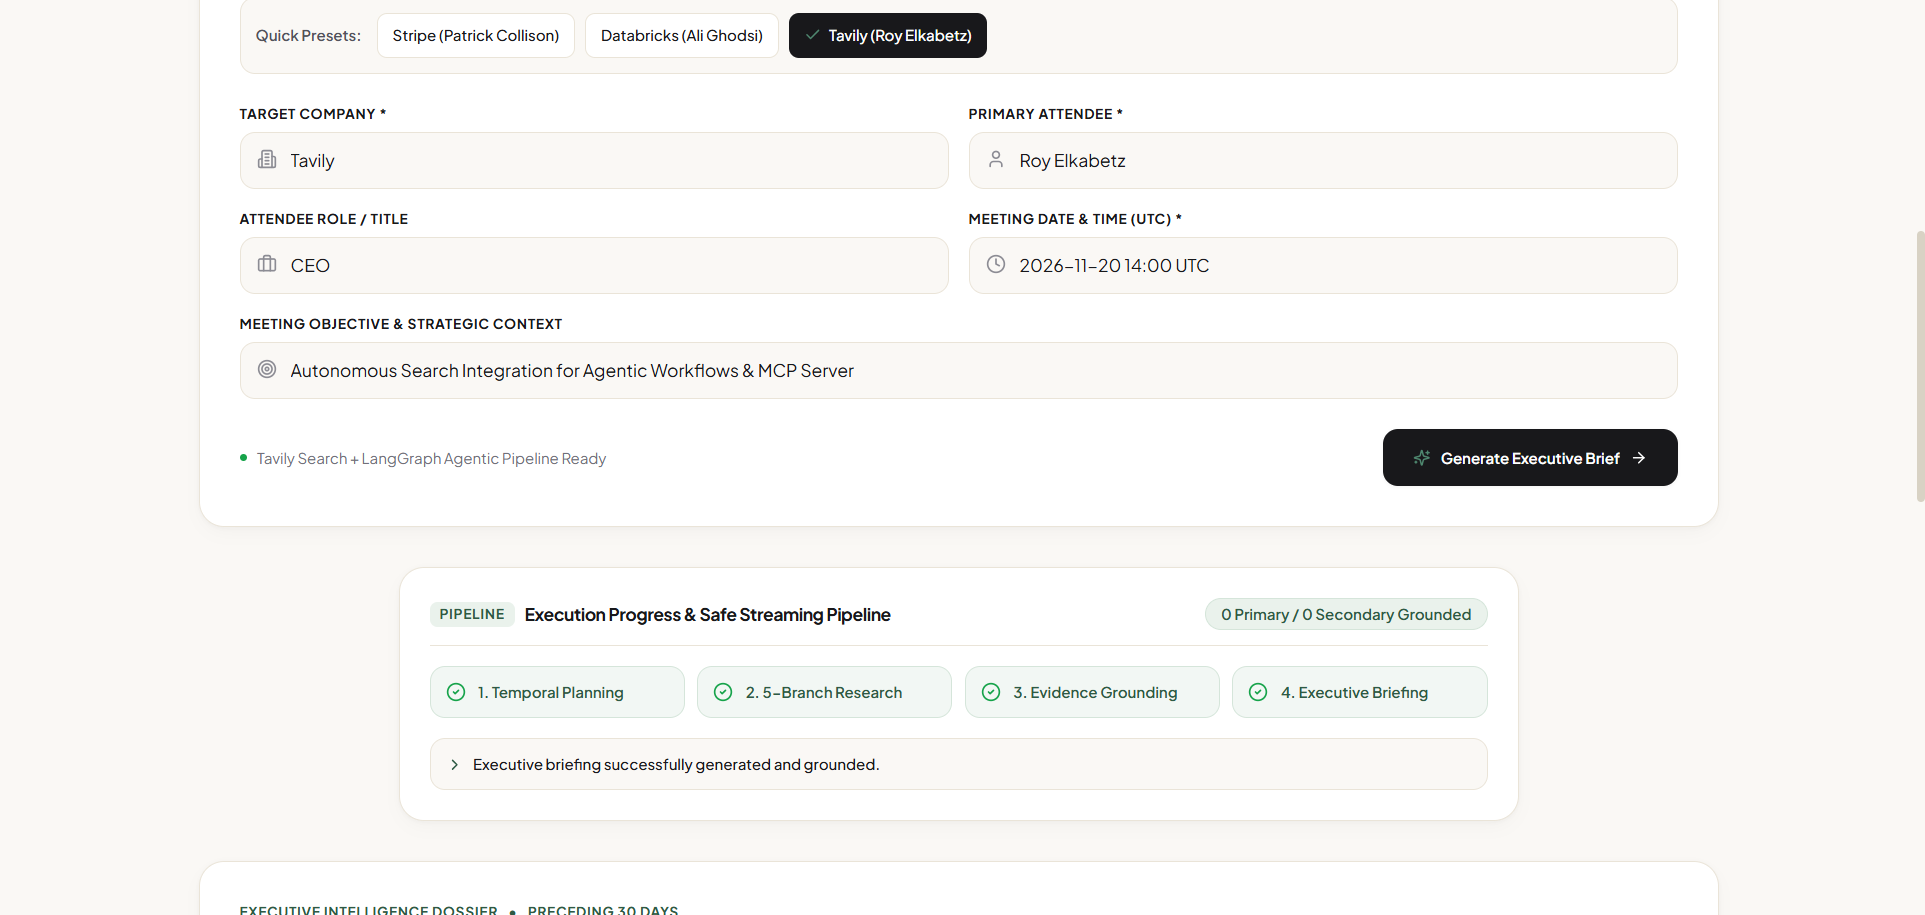 Quick Presets: Stripe (Patrick Collison) Databricks (Ali Ghodsi) Tavily (Roy Elkabetz)
TARGET COMPANY * PRIMARY ATTENDEE *
Tavily Roy Elkabetz
ATTENDEE ROLE / TITLE MEETING DATE & TIME (UTC) *
CEO 2026-11-20 14:00 UTC
MEETING OBJECTIVE & STRATEGIC CONTEXT
Autonomous Search Integration for Agentic Workflows & MCP Server
Tavily Search + LangGraph Agentic Pipeline Ready Generate Executive Brief →
PIPELINE Execution Progress & Safe Streaming Pipeline 0 Primary / 0 Secondary Grounded
1. Temporal Planning 2. 5-Branch Research 3. Evidence Grounding 4. Executive Briefing
Executive briefing successfully generated and grounded.
EXECUTIVE INTELLIGENCE DOSSIER • PRECEDING 30 DAYS